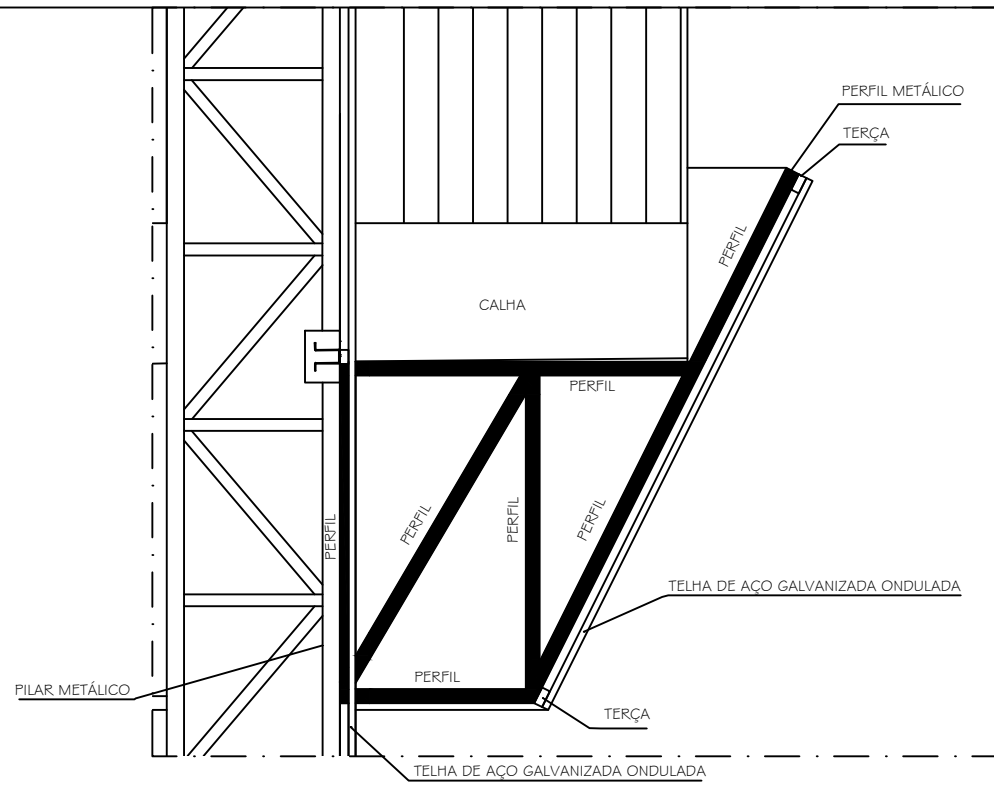 PERFIL METÁLICO
TERÇA
PERFIL
CALHA
PERFIL
PERFIL
PERFIL
PERFIL
PERFIL
TELHA DE AÇO GALVANIZADA ONDULADA
PERFIL
PILAR METÁLICO
TERÇA
TELHA DE AÇO GALVANIZADA ONDULADA